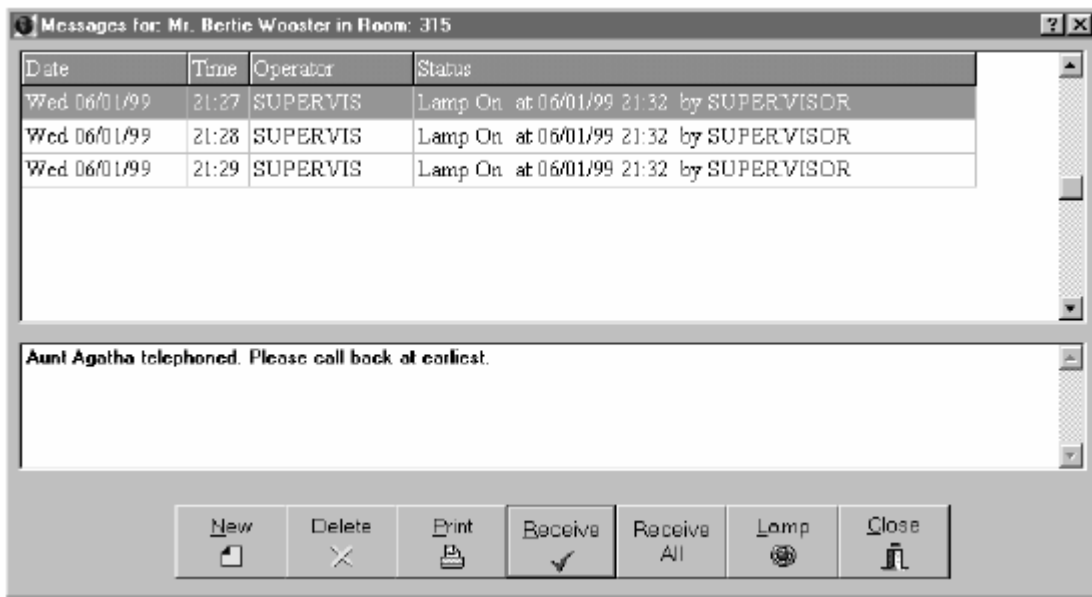 Messages for: Mr. Bertie Wooster in Room: 315
Date Time Operator Status
Wed 06/01/99 21:27 SUPERVIS Lamp On at 06/01/99 21:32 by SUPERVISOR
Wed 06/01/99 21:28 SUPERVIS Lamp On at 06/01/99 21:32 by SUPERVISOR
Wed 06/01/99 21:29 SUPERVIS Lamp On at 06/01/99 21:32 by SUPERVISOR
Aunt Agatha telephoned. Please call back at earliest.
New Delete Print Receive Receive All Lamp Close